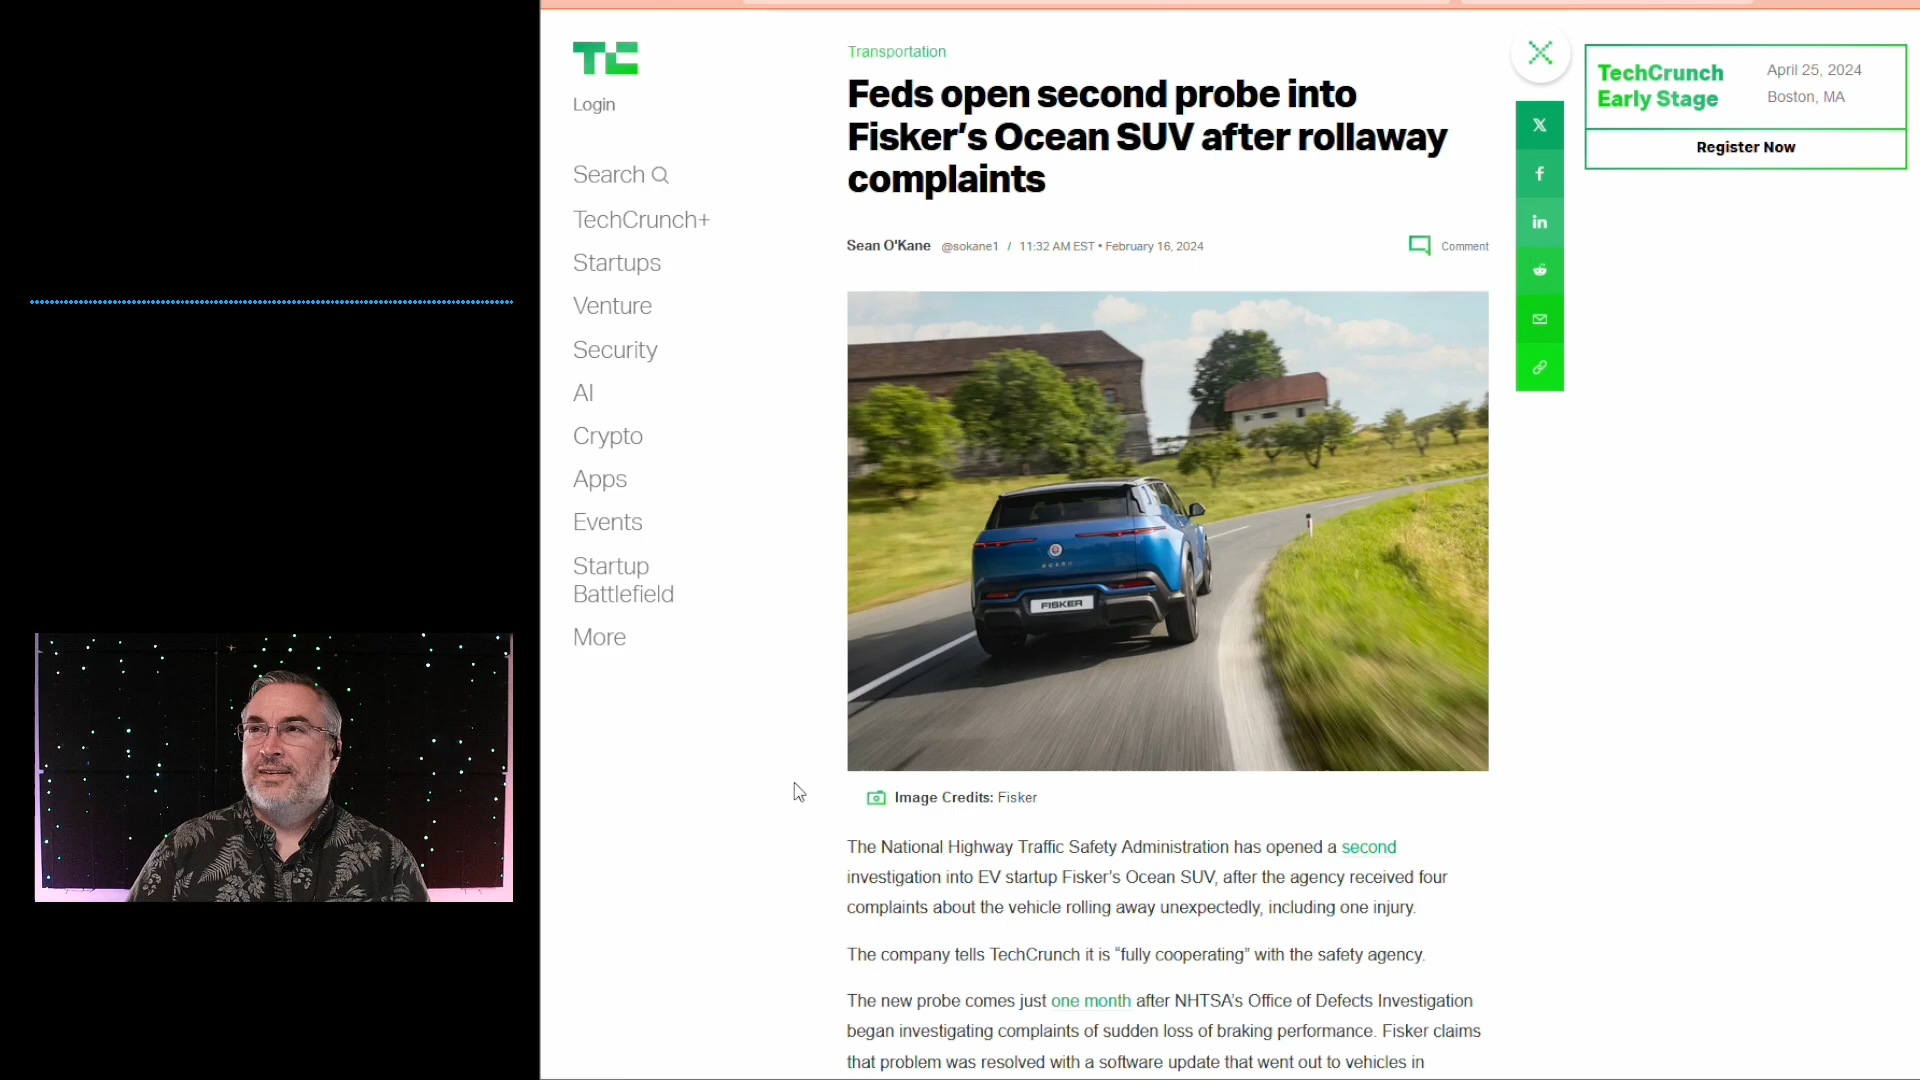 TC
Login
Search
TechCrunch+
Startups
Venture
Security
AI
Crypto
Apps
Events
Startup
Battlefield
More
Transportation
Feds open second probe into
Fisker’s Ocean SUV after rollaway
complaints
Sean O'Kane @sokane1 / 11:32 AM EST • February 16, 2024
Comment
FISKER
Image Credits: Fisker
The National Highway Traffic Safety Administration has opened a second
investigation into EV startup Fisker’s Ocean SUV, after the agency received four
complaints about the vehicle rolling away unexpectedly, including one injury.
The company tells TechCrunch it is “fully cooperating” with the safety agency.
The new probe comes just one month after NHTSA’s Office of Defects Investigation
began investigating complaints of sudden loss of braking performance. Fisker claims
that problem was resolved with a software update that went out to vehicles in
X
f
in
TechCrunch
Early Stage
April 25, 2024
Boston, MA
Register Now